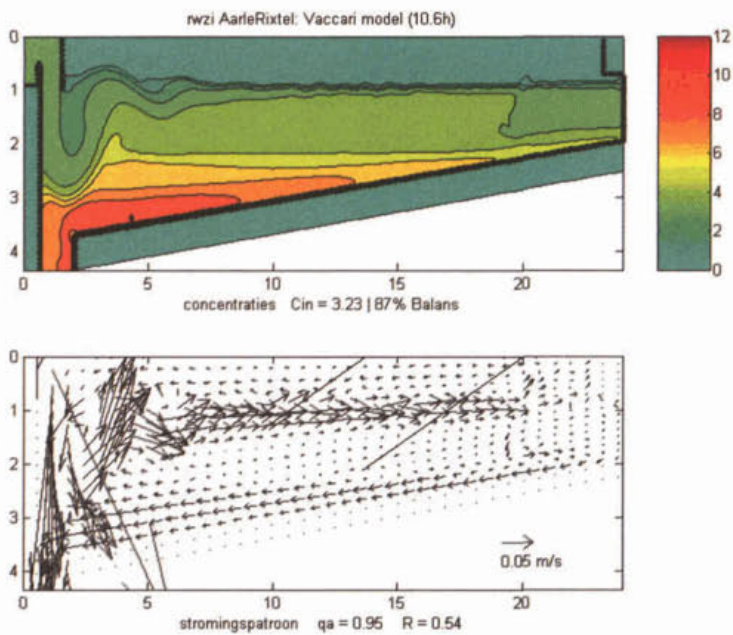 rwzi AarleRixtel: Vaccari model (10.6h)
0
1
2
3
4
0 5 10 15 20
12
10
8
6
4
2
0
concentraties Cin = 3.23 | 87% Balans
0
1
2
3
4
0.05 m/s
0 5 10 15 20
stromingspatroon qa = 0.95 R = 0.54